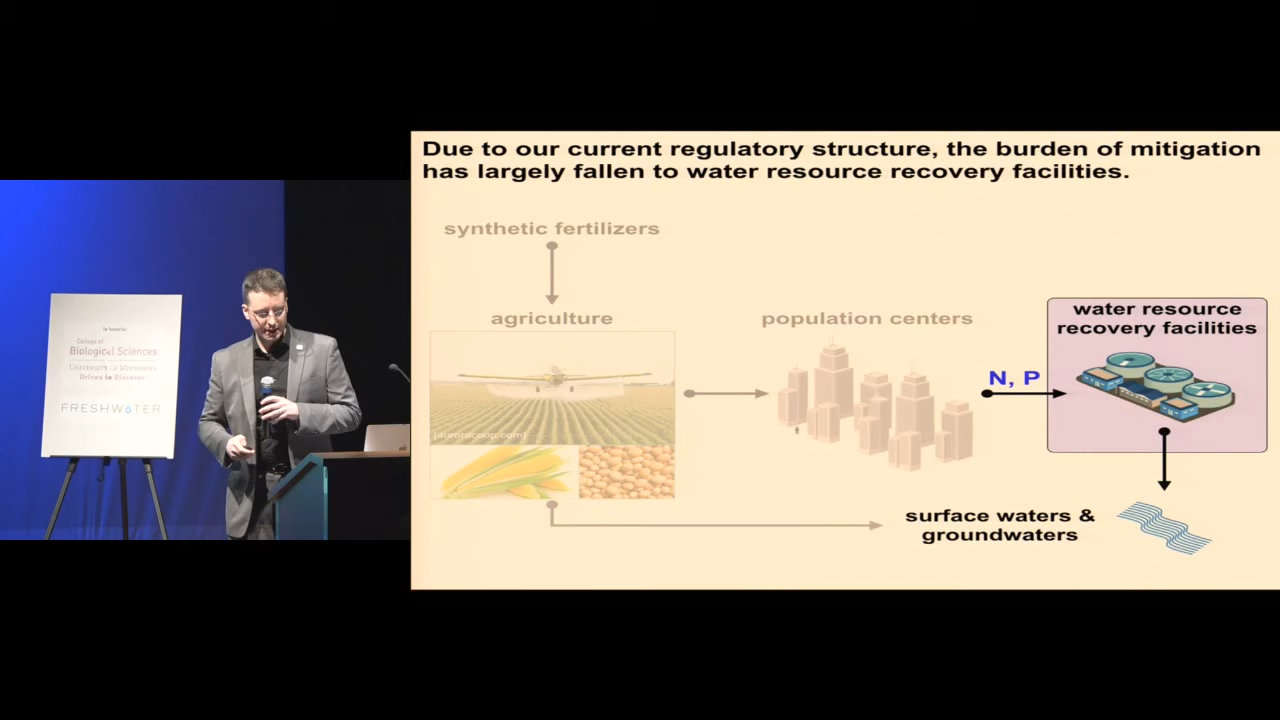 Due to our current regulatory structure, the burden of mitigation
has largely fallen to water resource recovery facilities.
synthetic fertilizers
agriculture
population centers
water resource
recovery facilities
N, P
[auroracoop.com]
surface waters &
groundwaters
College of
Biological Sciences
University of Minnesota
Driven to Discover
FRESHWATER